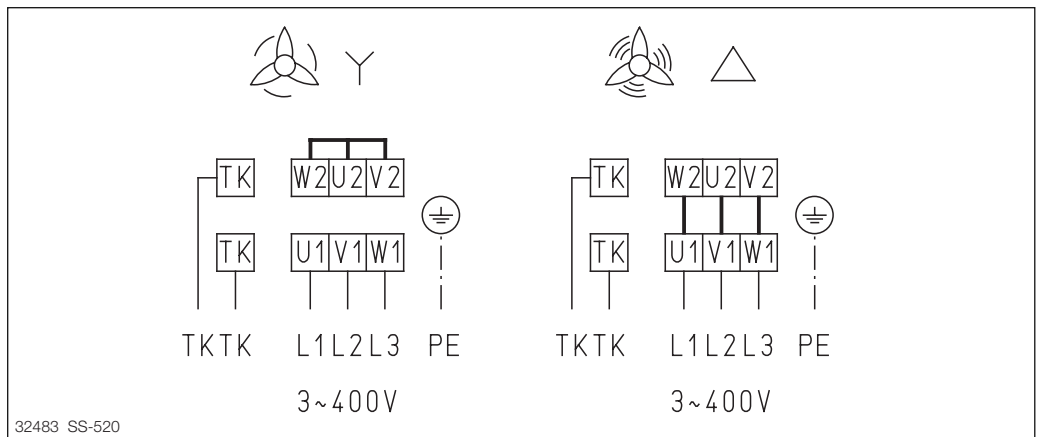 TK W2 U2 V2 TK W2 U2 V2
TK U1 V1 W1 TK U1 V1 W1
TK TK L1 L2 L3 PE TK TK L1 L2 L3 PE
3~400V 3~400V
32483 SS-520